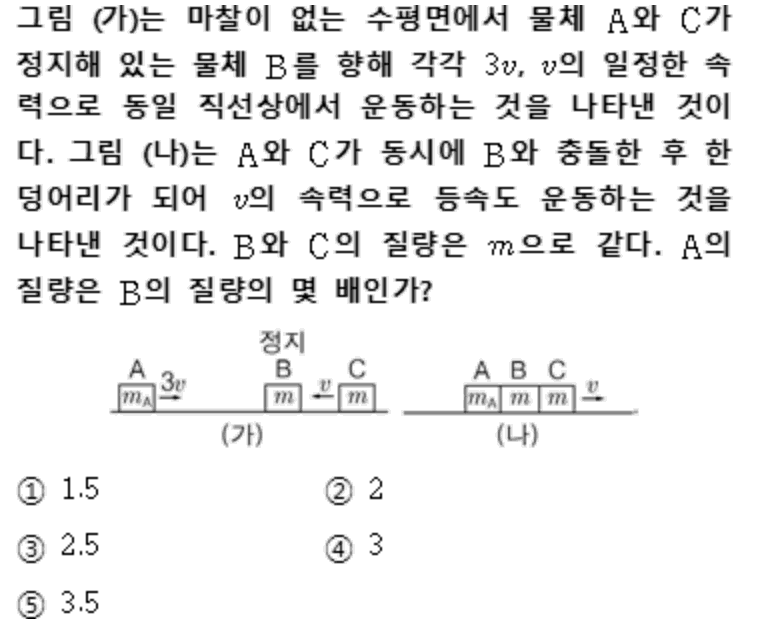 그림 (가)는 마찰이 없는 수평면에서 물체 A와 C가
정지해 있는 물체 B를 향해 각각 3v, v의 일정한 속
력으로 동일 직선상에서 운동하는 것을 나타낸 것이
다. 그림 (나)는 A와 C가 동시에 B와 충돌한 후 한
덩어리가 되어 v의 속력으로 등속도 운동하는 것을
나타낸 것이다. B와 C의 질량은 m으로 같다. A의
질량은 B의 질량의 몇 배인가?
정지
A B C A B C
mA 3v m v m mA m m v
(가) (나)
① 1.5 ② 2
③ 2.5 ④ 3
⑤ 3.5